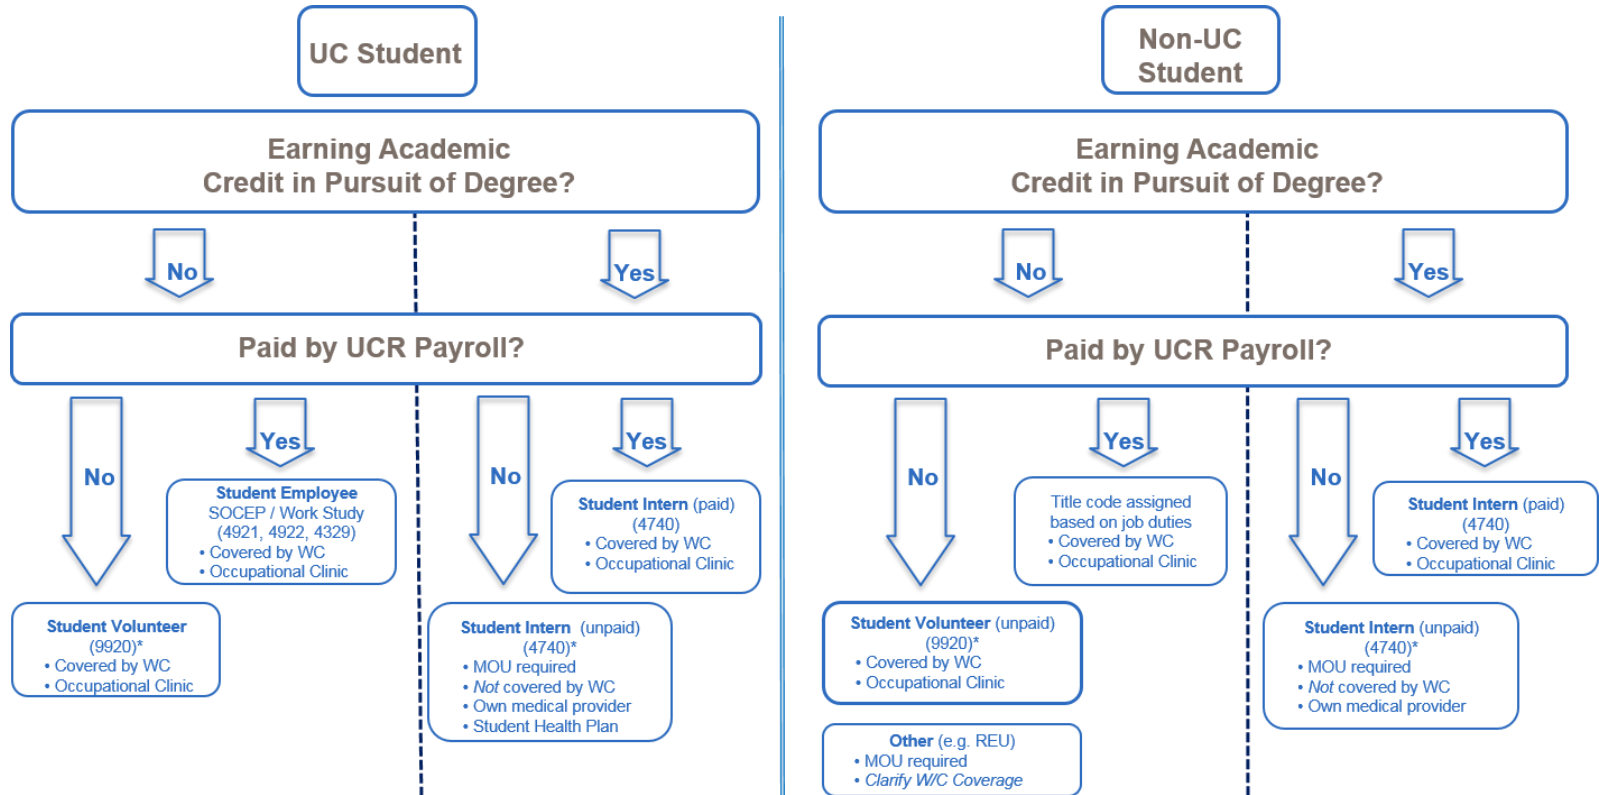 UC Student
Earning Academic
Credit in Pursuit of Degree?
No
Yes
Paid by UCR Payroll?
No
Yes
No
Yes
Student Employee
SOCEP / Work Study
(4921, 4922, 4329)
• Covered by WC
• Occupational Clinic
Student Intern (paid)
(4740)
• Covered by WC
• Occupational Clinic
Student Volunteer
(9920)*
• Covered by WC
• Occupational Clinic
Student Intern (unpaid)
(4740)*
• MOU required
• Not covered by WC
• Own medical provider
• Student Health Plan
Non-UC
Student
Earning Academic
Credit in Pursuit of Degree?
No
Yes
Paid by UCR Payroll?
No
Yes
No
Yes
Title code assigned
based on job duties
• Covered by WC
• Occupational Clinic
Student Intern (paid)
(4740)
• Covered by WC
• Occupational Clinic
Student Volunteer (unpaid)
(9920)*
• Covered by WC
• Occupational Clinic
Student Intern (unpaid)
(4740)*
• MOU required
• Not covered by WC
• Own medical provider
Other (e.g. REU)
• MOU required
• Clarify W/C Coverage